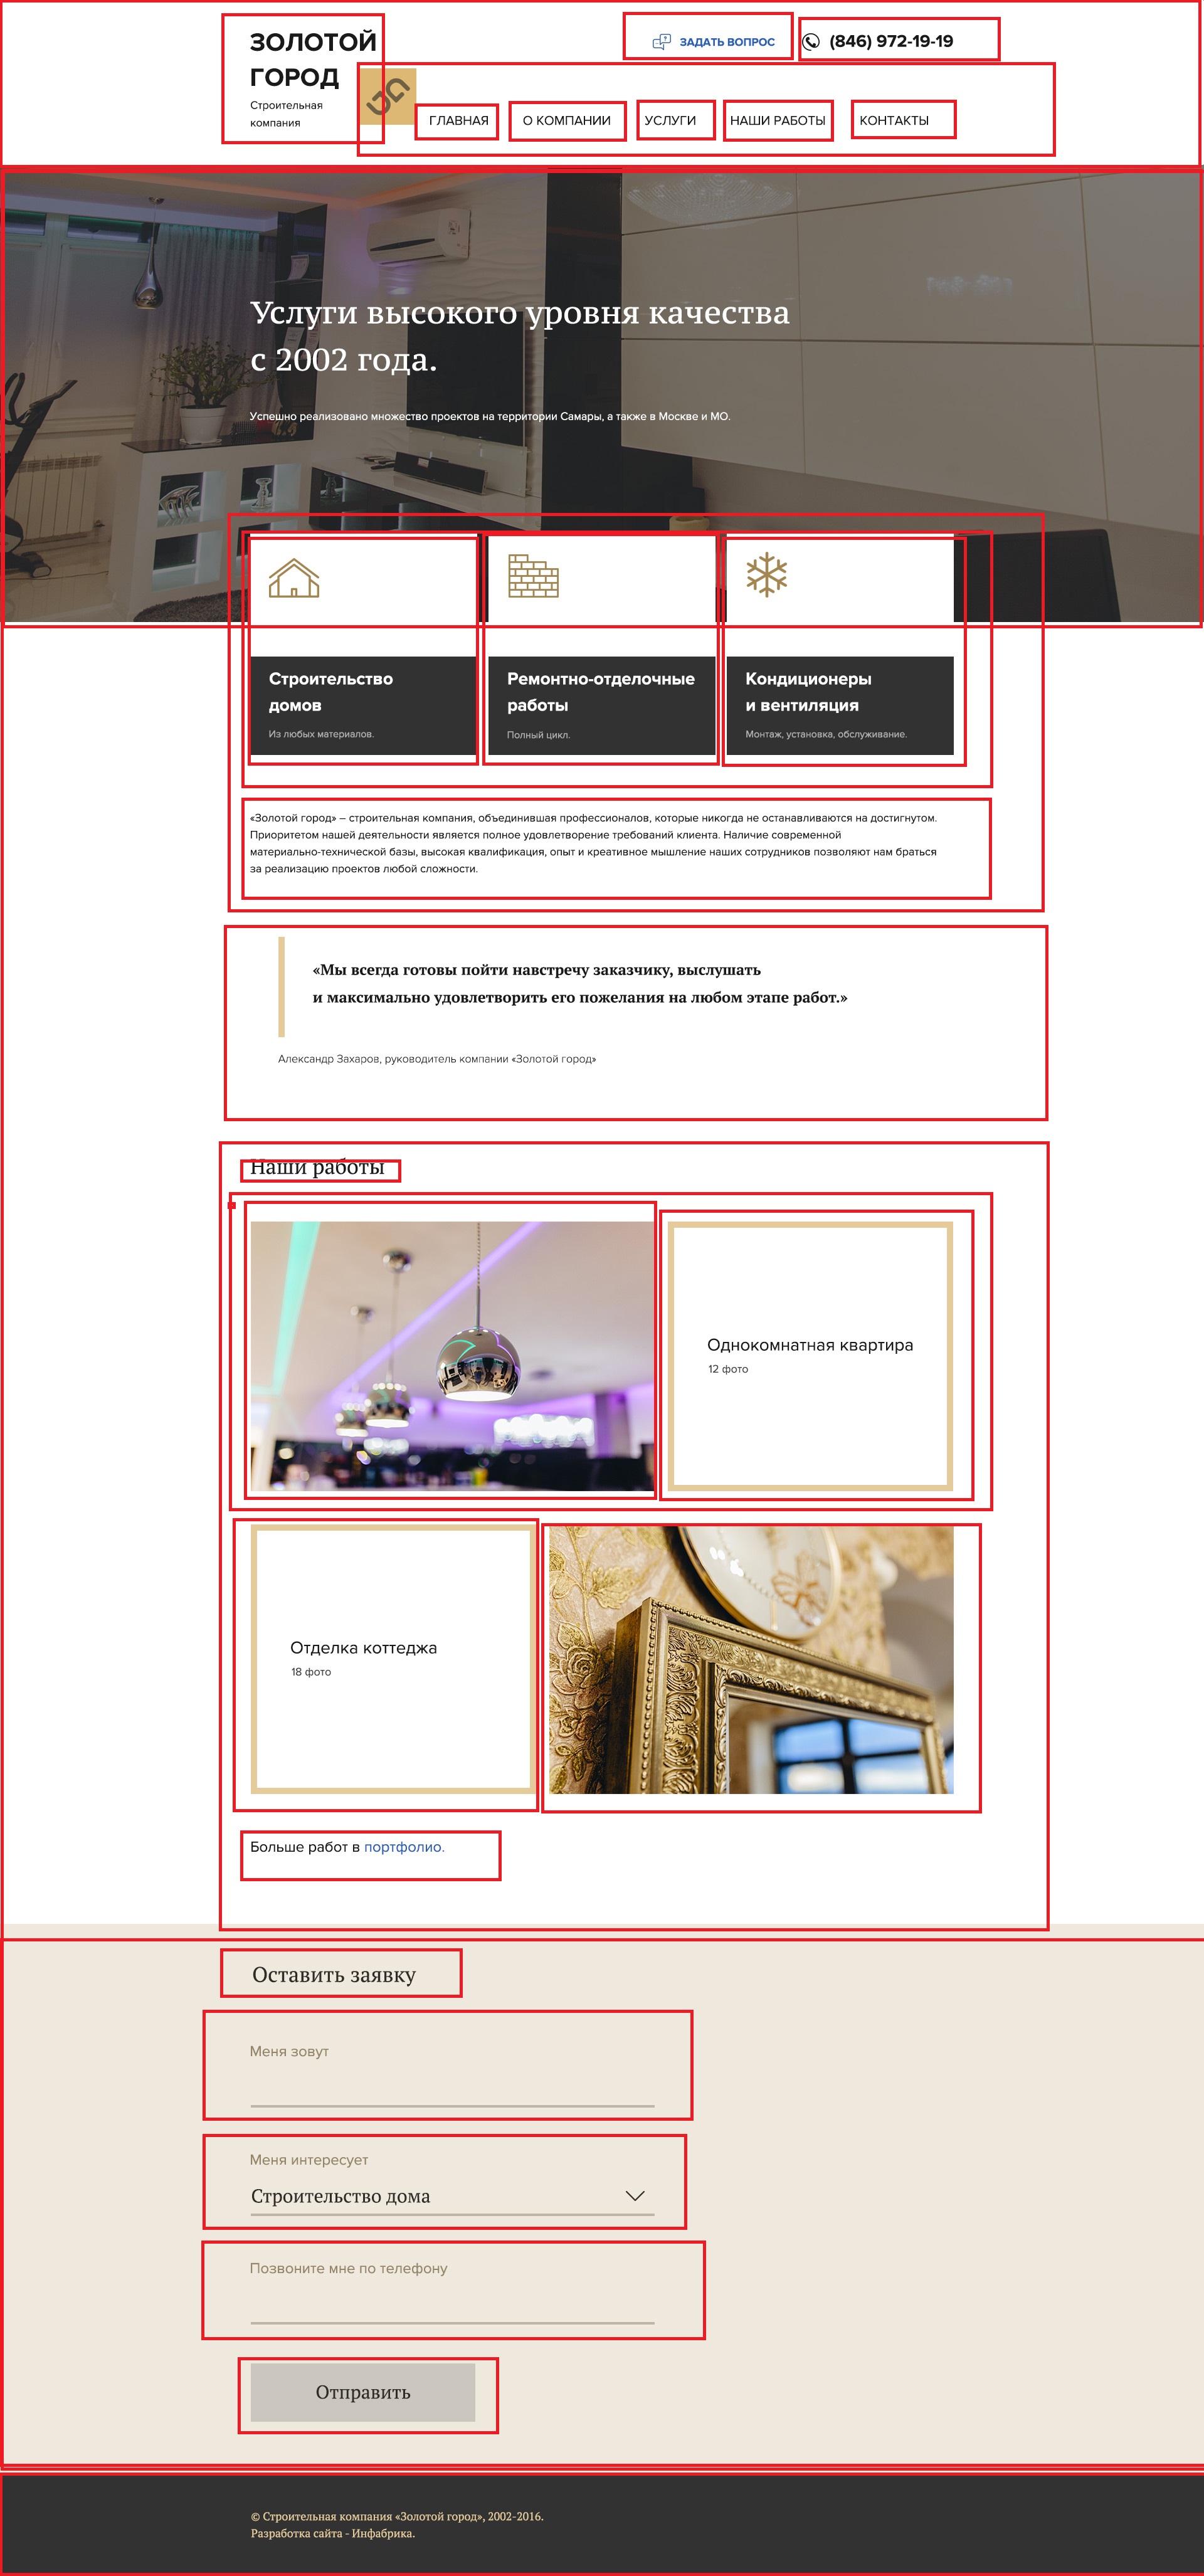 ЗОЛОТОЙ
ГОРОД
Строительная
компания
ЗАДАТЬ ВОПРОС
(846) 972-19-19
ГЛАВНАЯ
О КОМПАНИИ
УСЛУГИ
НАШИ РАБОТЫ
КОНТАКТЫ
Услуги высокого уровня качества
с 2002 года.
Успешно реализовано множество проектов на территории Самары, а также в Москве и МО.
Строительство
домов
Из любых материалов.
Ремонтно-отделочные
работы
Полный цикл.
Кондиционеры
и вентиляция
Монтаж, установка, обслуживание.
«Золотой город» – строительная компания, объединившая профессионалов, которые никогда не останавливаются на достигнутом.
Приоритетом нашей деятельности является полное удовлетворение требований клиента. Наличие современной
материально-технической базы, высокая квалификация, опыт и креативное мышление наших сотрудников позволяют нам браться
за реализацию проектов любой сложности.
«Мы всегда готовы пойти навстречу заказчику, выслушать
и максимально удовлетворить его пожелания на любом этапе работ.»
Александр Захаров, руководитель компании «Золотой город»
Наши работы
Однокомнатная квартира
12 фото
Отделка коттеджа
18 фото
Больше работ в портфолио.
Оставить заявку
Меня зовут
Меня интересует
Строительство дома
Позвоните мне по телефону
Отправить
© Строительная компания «Золотой город», 2002-2016.
Разработка сайта - Инфабрика.